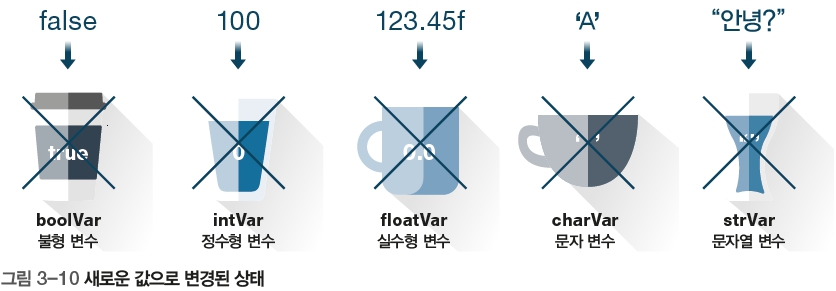 false 100 123.45f ‘A’ “안녕?”
true 0 0.0 ‘ ’ “ ”
boolVar intVar floatVar charVar strVar
불형 변수 정수형 변수 실수형 변수 문자 변수 문자열 변수
그림 3-10 새로운 값으로 변경된 상태